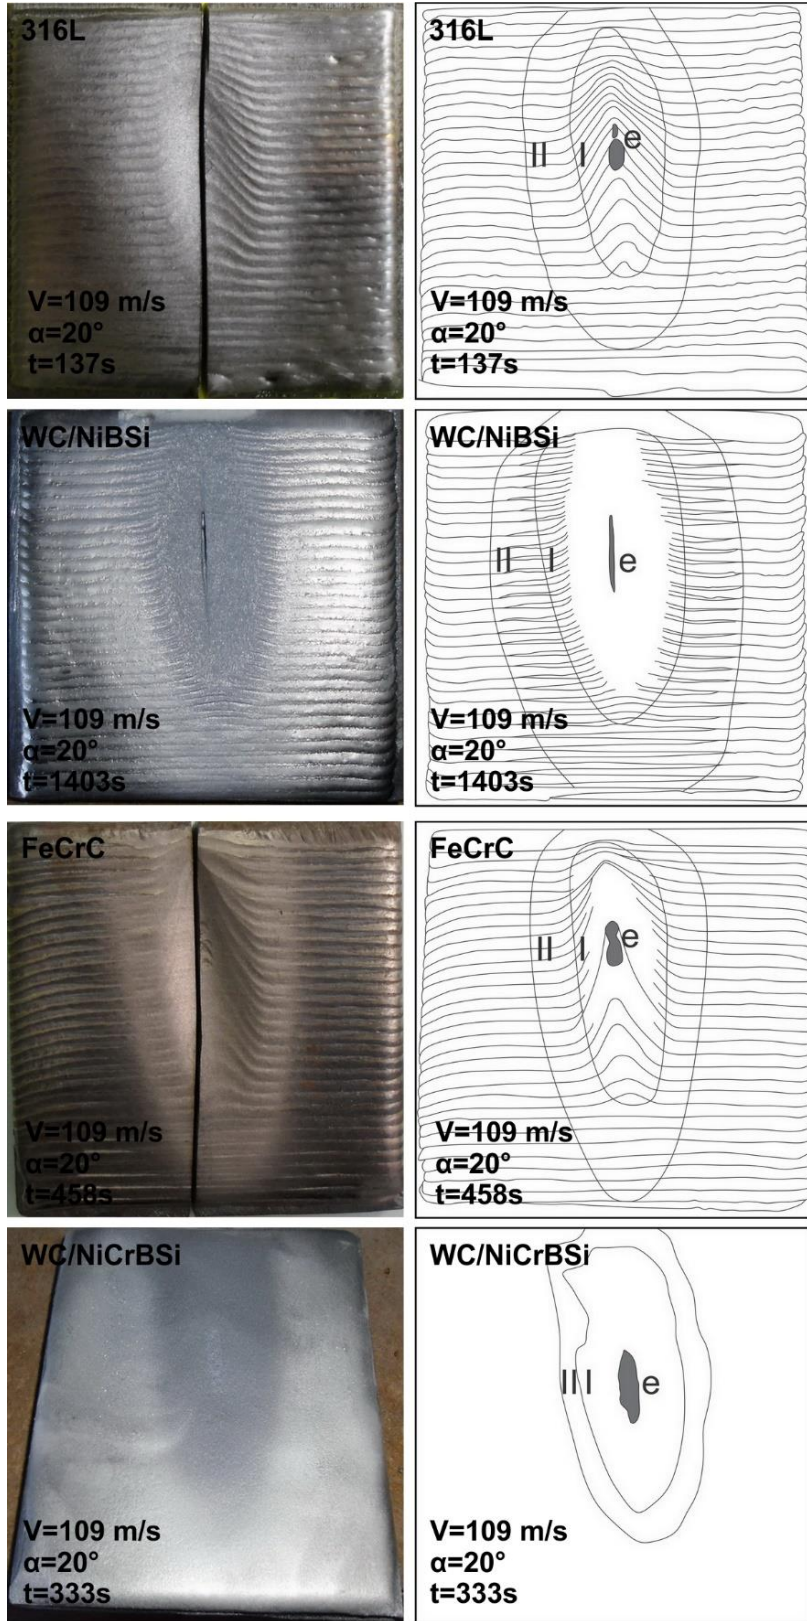 316L
V=109 m/s
α=20°
t=137s
316L
II I e
V=109 m/s
α=20°
t=137s
WC/NiBSi
V=109 m/s
α=20°
t=1403s
WC/NiBSi
II I e
V=109 m/s
α=20°
t=1403s
FeCrC
V=109 m/s
α=20°
t=458s
FeCrC
II I e
V=109 m/s
α=20°
t=458s
WC/NiCrBSi
V=109 m/s
α=20°
t=333s
WC/NiCrBSi
II I e
V=109 m/s
α=20°
t=333s